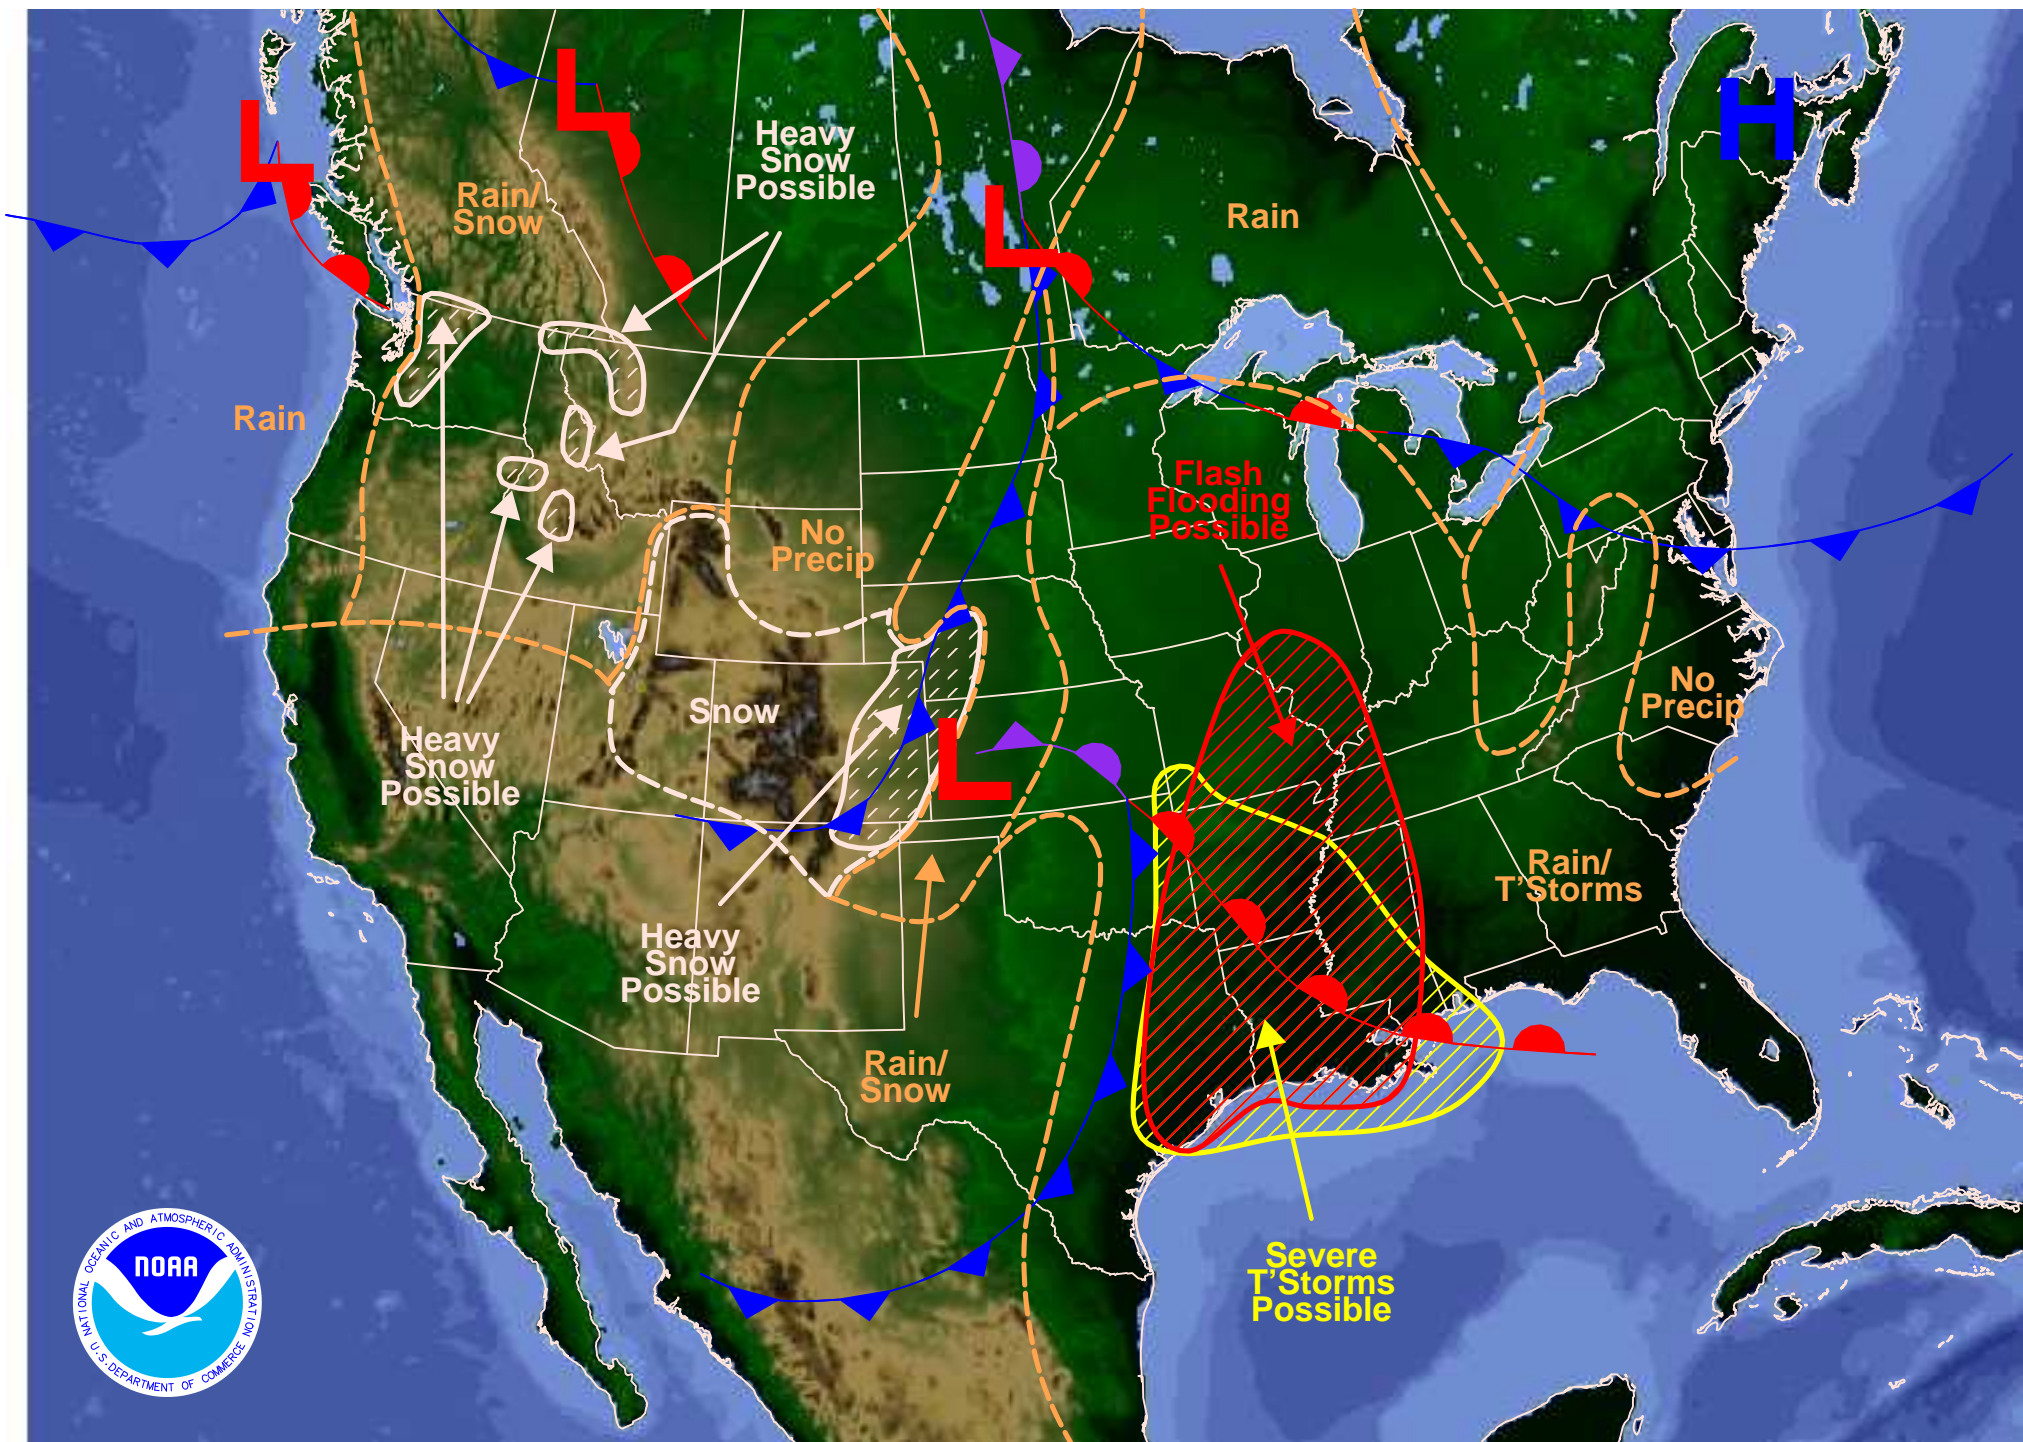 H
L
L
L
L
Heavy
Snow
Possible
Rain/
Snow
Rain
Rain
Flash
Flooding
Possible
No
Precip
No
Precip
Snow
Heavy
Snow
Possible
Rain/
T'Storms
Heavy
Snow
Possible
Rain/
Snow
Severe
T'Storms
Possible
NATIONAL OCEANIC AND ATMOSPHERIC ADMINISTRATION
NOAA
U.S. DEPARTMENT OF COMMERCE